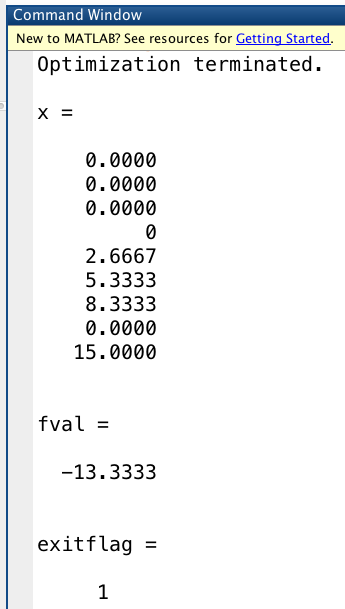 Command Window
New to MATLAB? See resources for Getting Started.
Optimization terminated.
x =
0.0000
0.0000
0.0000
0
2.6667
5.3333
8.3333
0.0000
15.0000
fval =
-13.3333
exitflag =
1